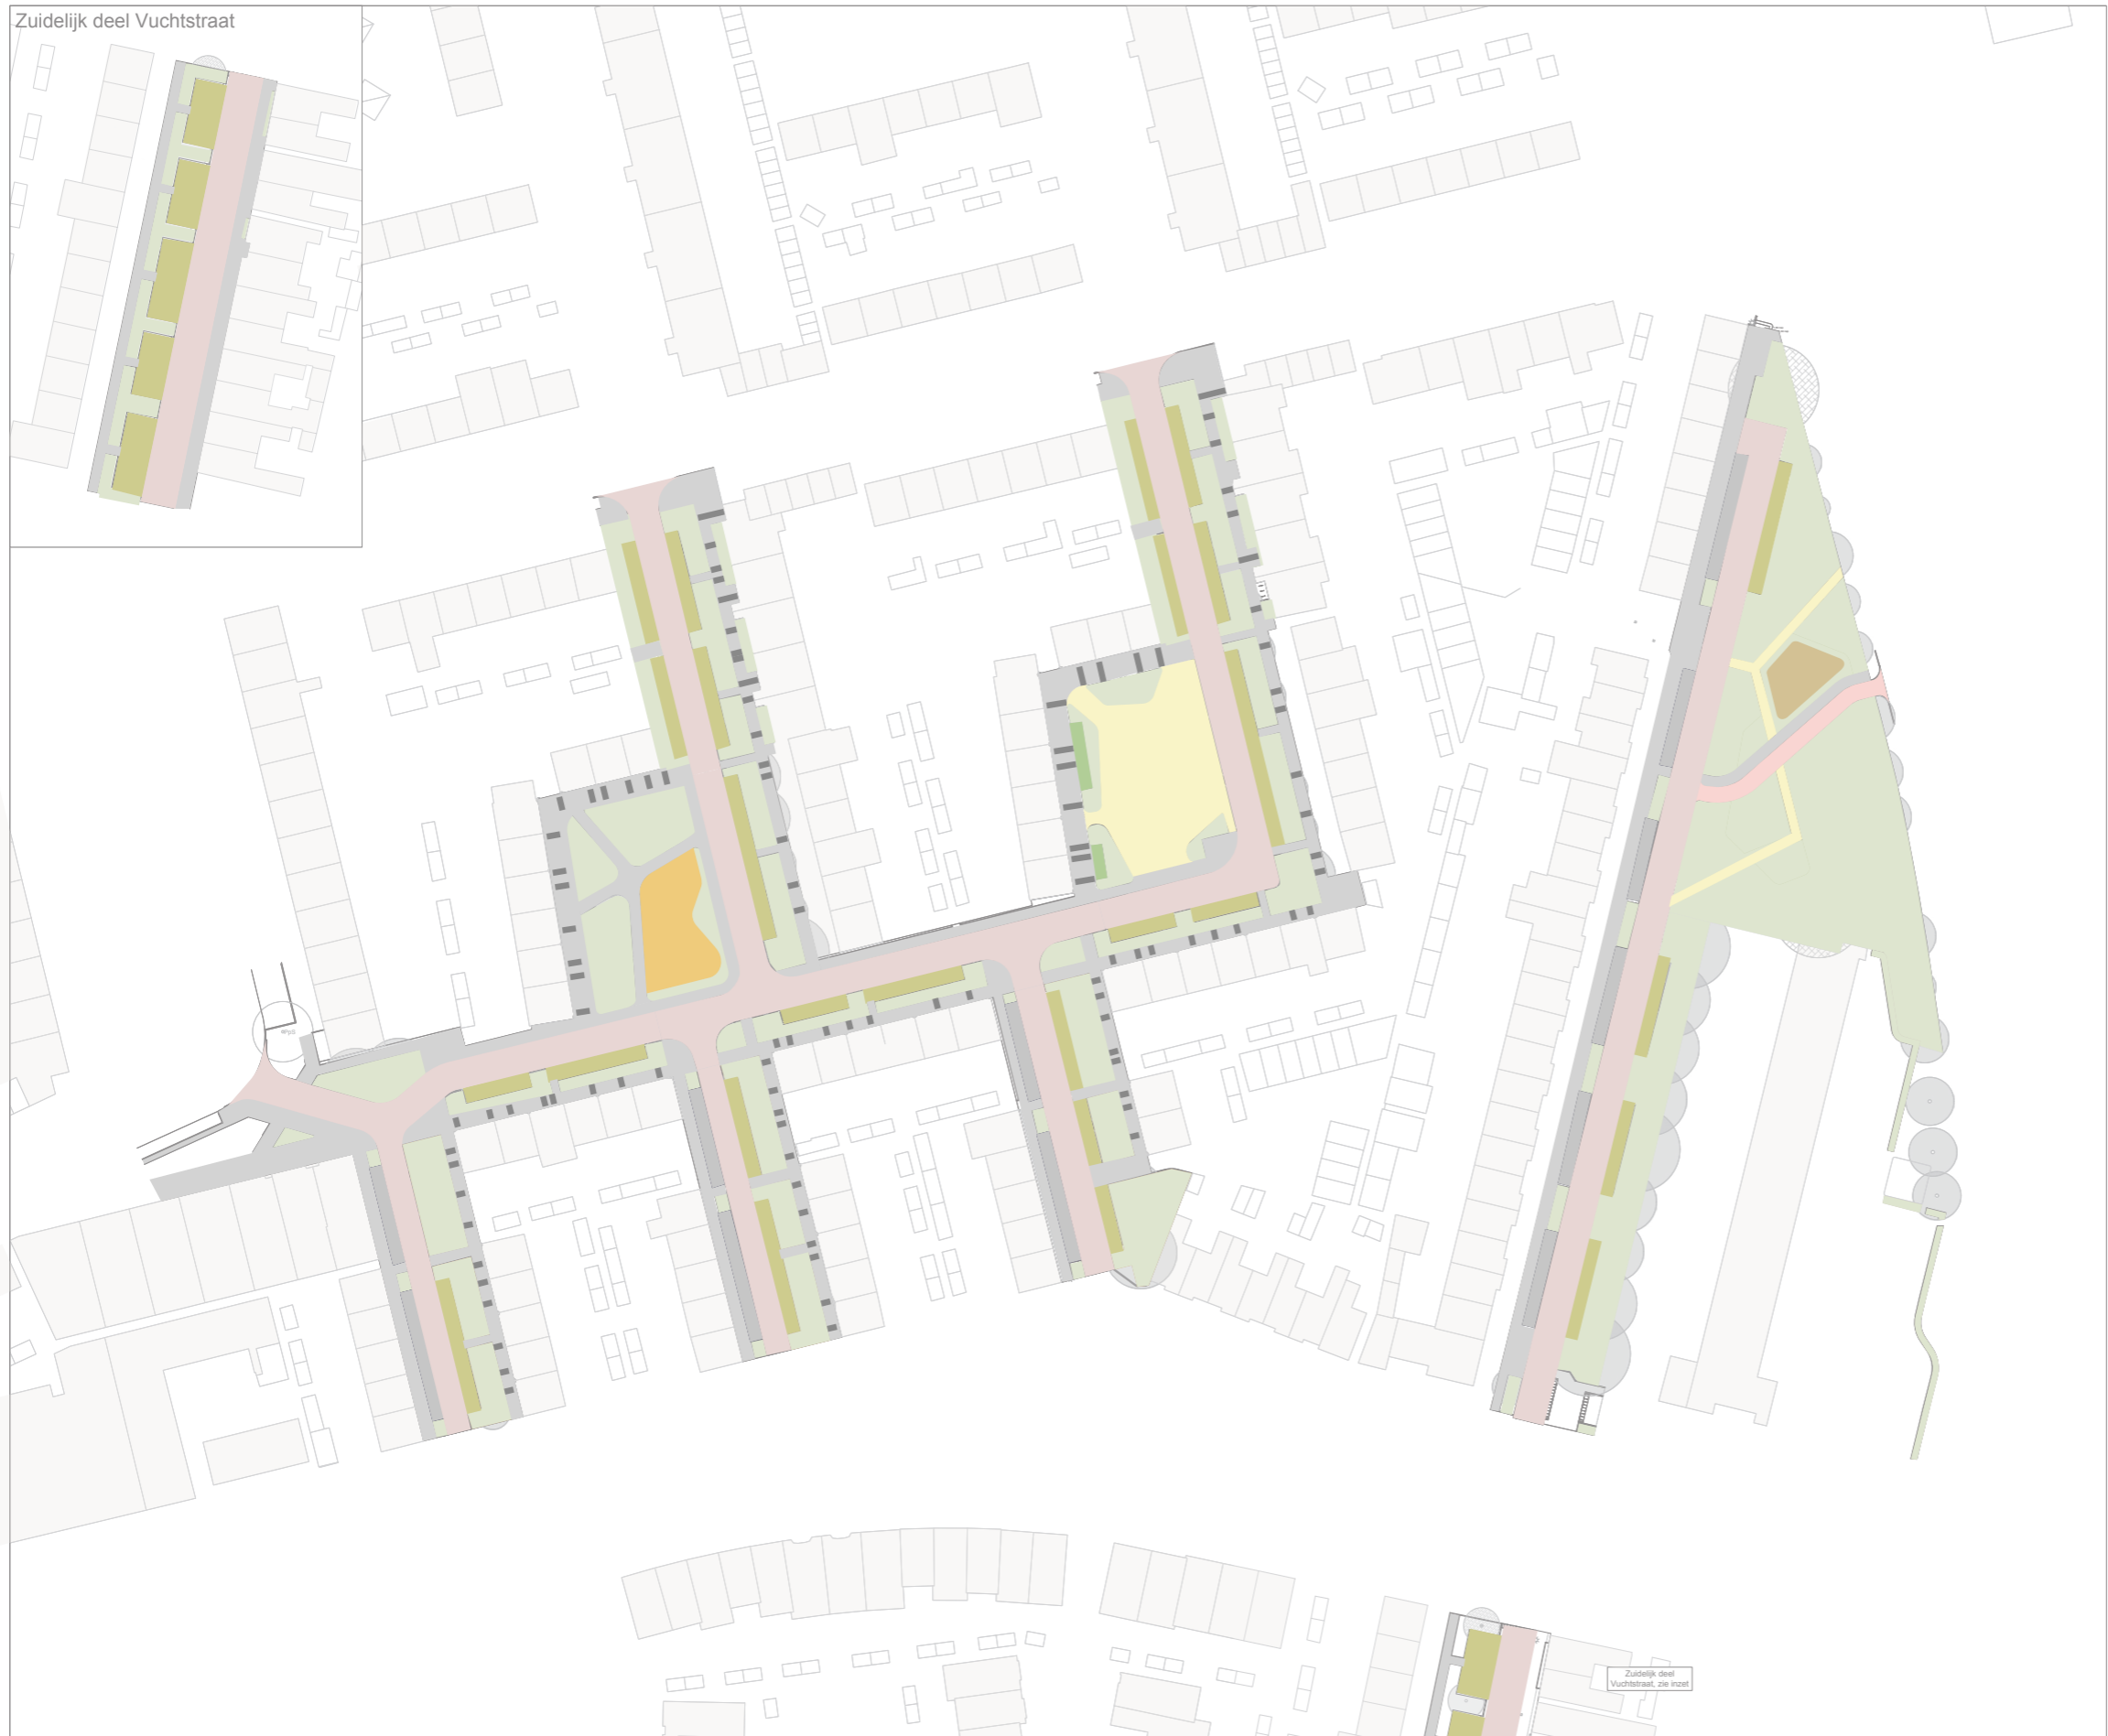 Zuidelijk deel Vuchtstraat
Zuidelijk deel
Vuchtstraat, zie inzet